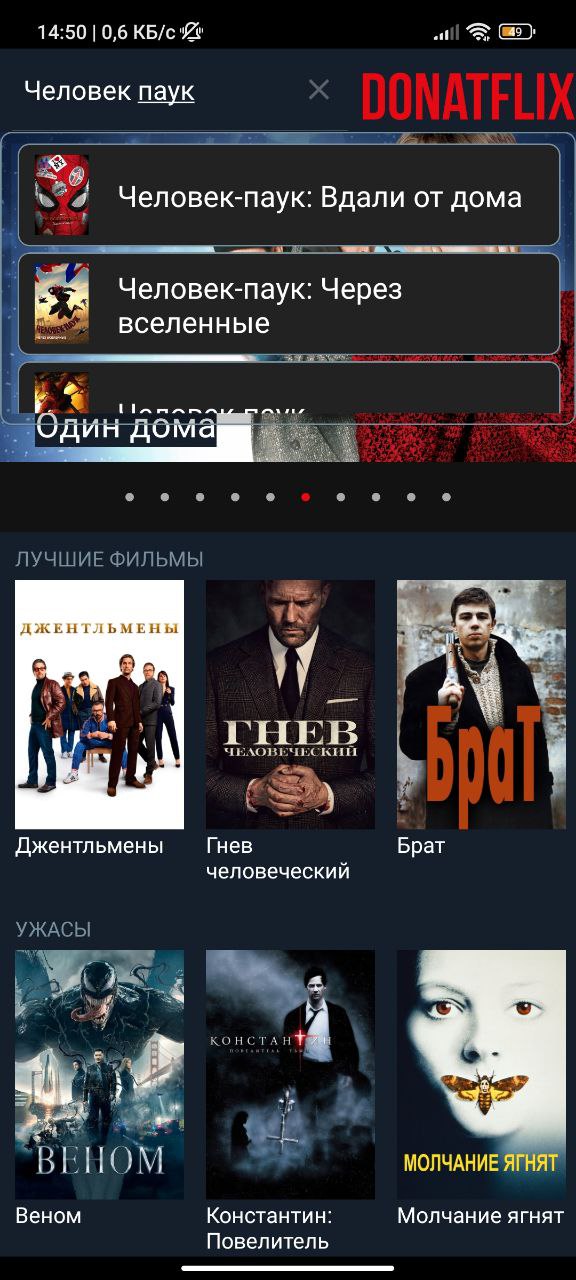 14:50 | 0,6 КБ/с
49
Человек паук
DONATFLIX
Человек-паук: Вдали от дома
Человек-паук: Через
вселенные
Человек-паук
Один дома
ЛУЧШИЕ ФИЛЬМЫ
ДЖЕНТЛЬМЕНЫ
ГНЕВ
ЧЕЛОВЕЧЕСКИЙ
БраТ
Джентльмены
Гнев
человеческий
Брат
УЖАСЫ
ВЕНОМ
КОНСТАНТИН
ПОВЕЛИТЕЛЬ ТЬМЫ
МОЛЧАНИЕ ЯГНЯТ
Веном
Константин:
Повелитель
Молчание ягнят